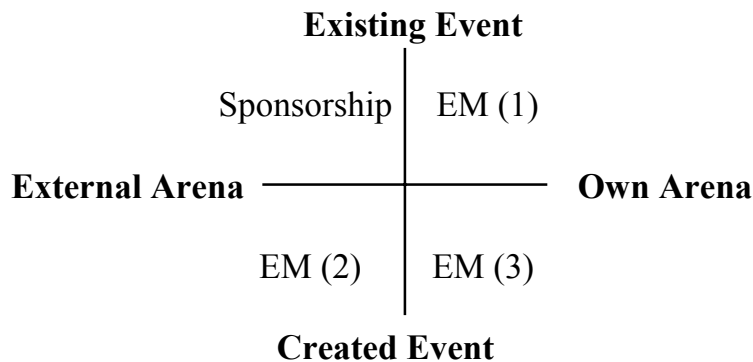 Existing Event
Sponsorship EM (1)
External Arena Own Arena
EM (2) EM (3)
Created Event